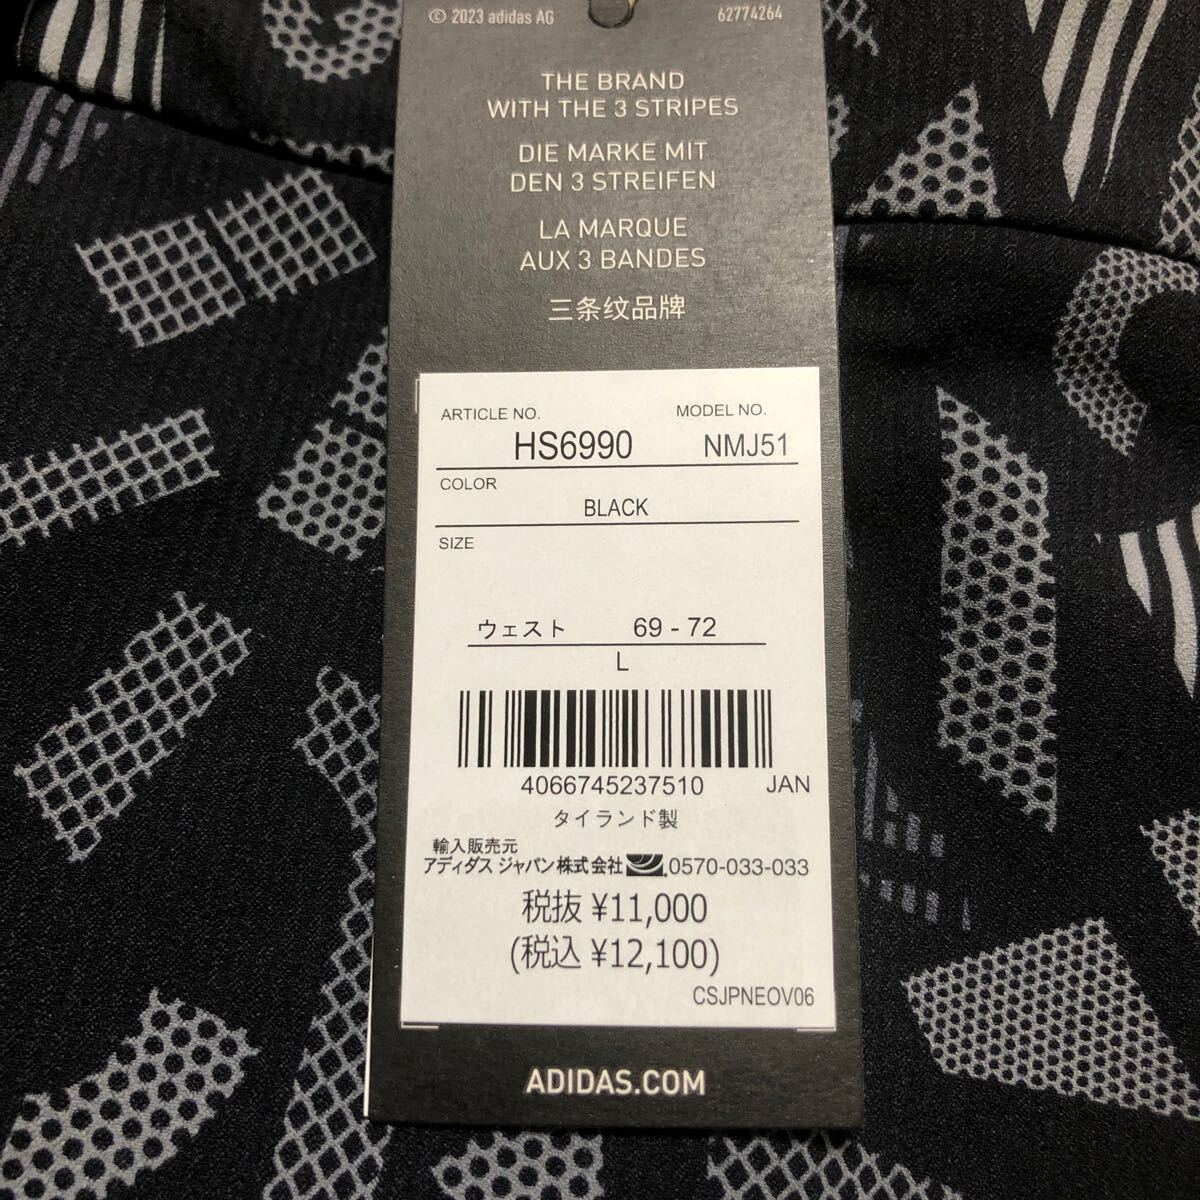 © 2023 adidas AG 62774264
THE BRAND
WITH THE 3 STRIPES
DIE MARKE MIT
DEN 3 STREIFEN
LA MARQUE
AUX 3 BANDES
三条纹品牌
ARTICLE NO. MODEL NO.
HS6990 NMJ51
COLOR
BLACK
SIZE
ウェスト 69 - 72
L
4066745237510 JAN
タイランド製
輸入販売元
アディダス ジャパン株式会社 0570-033-033
税抜 ¥11,000
(税込 ¥12,100)
CSJPNEOV06
ADIDAS.COM